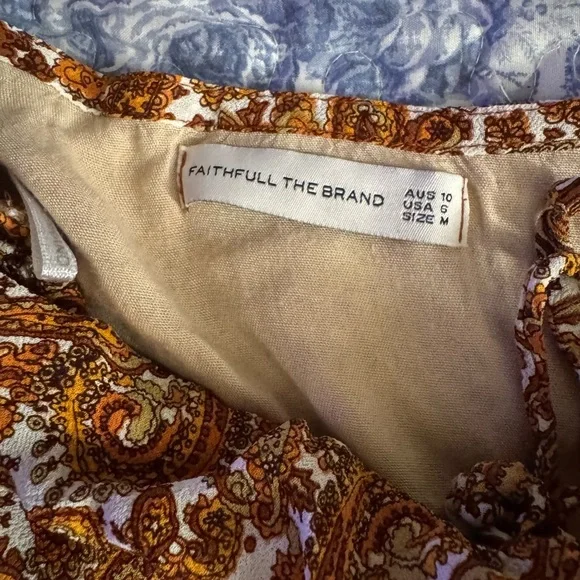 FAITHFULL THE BRAND
AUS 10
USA 6
SIZE M